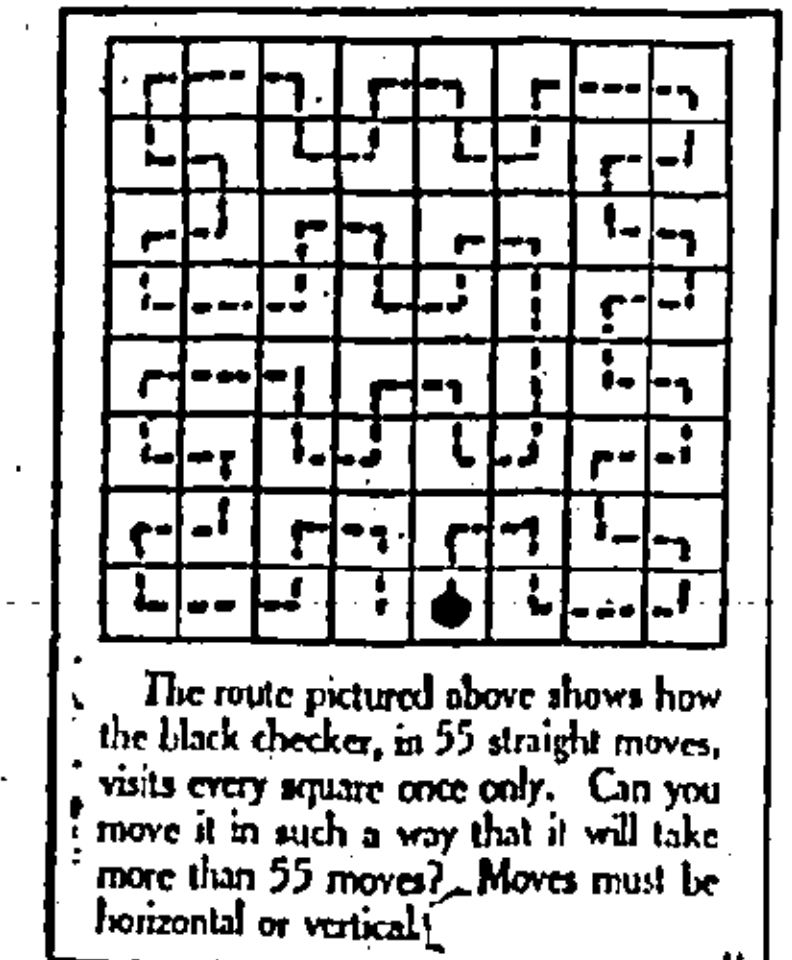 The route pictured above shows how
the black checker, in 55 straight moves,
visits every square once only. Can you
move it in such a way that it will take
more than 55 moves? Moves must be
horizontal or vertical.